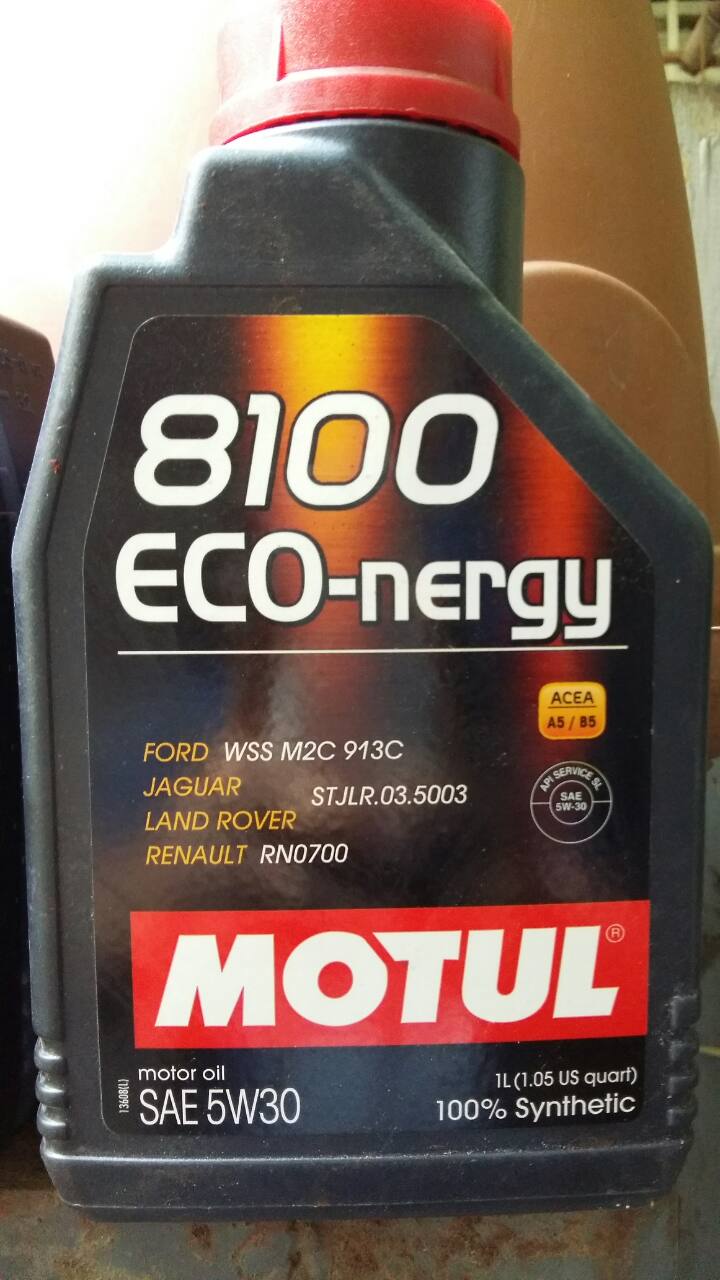 8100
ECO-nergy
ACEA
A5 / B5
FORD WSS M2C 913C
JAGUAR
STJLR.03.5003
LAND ROVER
RENAULT RN0700
API SERVICE SL
SAE
5W-30
MOTUL®
motor oil
SAE 5W30
1L (1.05 US quart)
100% Synthetic
13608(L)